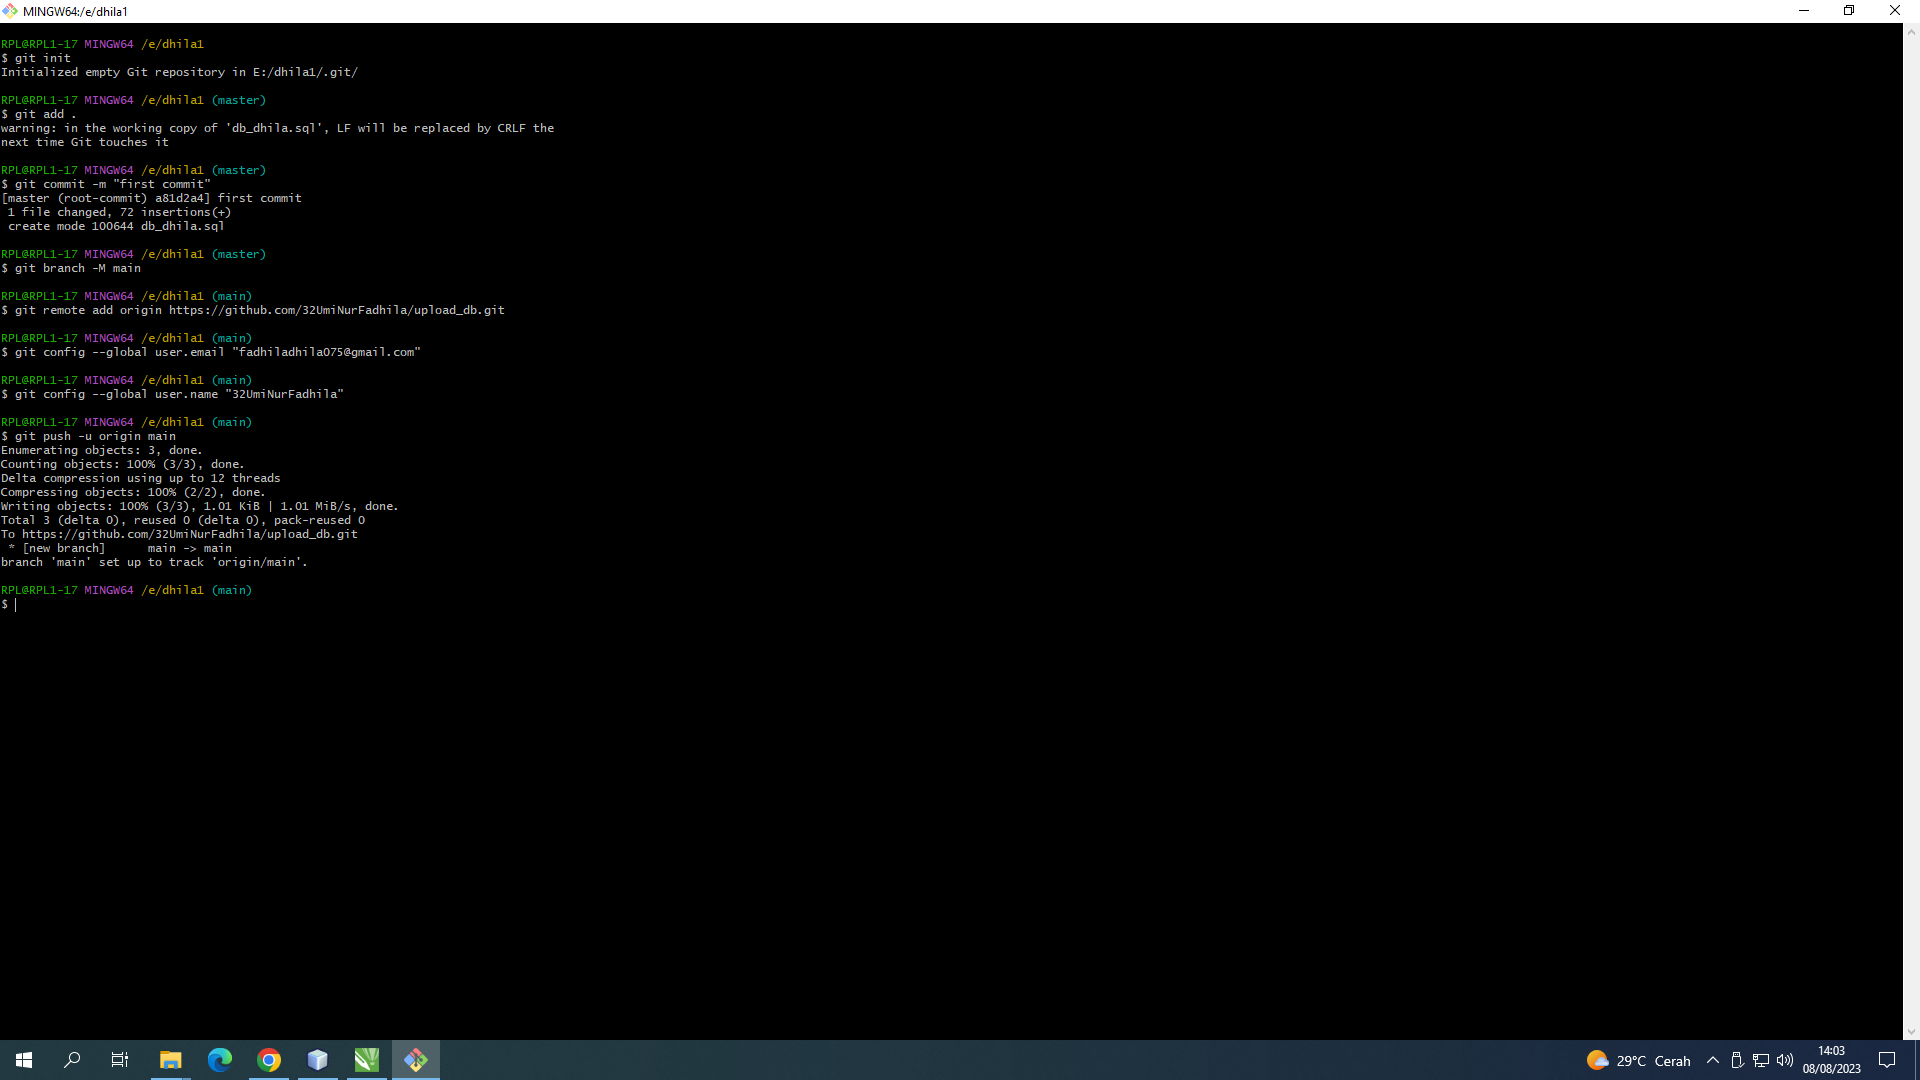 MINGW64:/e/dhila1
RPL@RPL1-17 MINGW64 /e/dhila1
$ git init
Initialized empty Git repository in E:/dhila1/.git/
RPL@RPL1-17 MINGW64 /e/dhila1 (master)
$ git add .
warning: in the working copy of 'db_dhila.sql', LF will be replaced by CRLF the
next time Git touches it
RPL@RPL1-17 MINGW64 /e/dhila1 (master)
$ git commit -m "first commit"
[master (root-commit) a81d2a4] first commit
 1 file changed, 72 insertions(+)
 create mode 100644 db_dhila.sql
RPL@RPL1-17 MINGW64 /e/dhila1 (master)
$ git branch -M main
RPL@RPL1-17 MINGW64 /e/dhila1 (main)
$ git remote add origin https://github.com/32UmiNurFadhila/upload_db.git
RPL@RPL1-17 MINGW64 /e/dhila1 (main)
$ git config --global user.email "fadhiladhila075@gmail.com"
RPL@RPL1-17 MINGW64 /e/dhila1 (main)
$ git config --global user.name "32UmiNurFadhila"
RPL@RPL1-17 MINGW64 /e/dhila1 (main)
$ git push -u origin main
Enumerating objects: 3, done.
Counting objects: 100% (3/3), done.
Delta compression using up to 12 threads
Compressing objects: 100% (2/2), done.
Writing objects: 100% (3/3), 1.01 KiB | 1.01 MiB/s, done.
Total 3 (delta 0), reused 0 (delta 0), pack-reused 0
To https://github.com/32UmiNurFadhila/upload_db.git
 * [new branch]      main -> main
branch 'main' set up to track 'origin/main'.
RPL@RPL1-17 MINGW64 /e/dhila1 (main)
$
29°C Cerah
14:03
08/08/2023